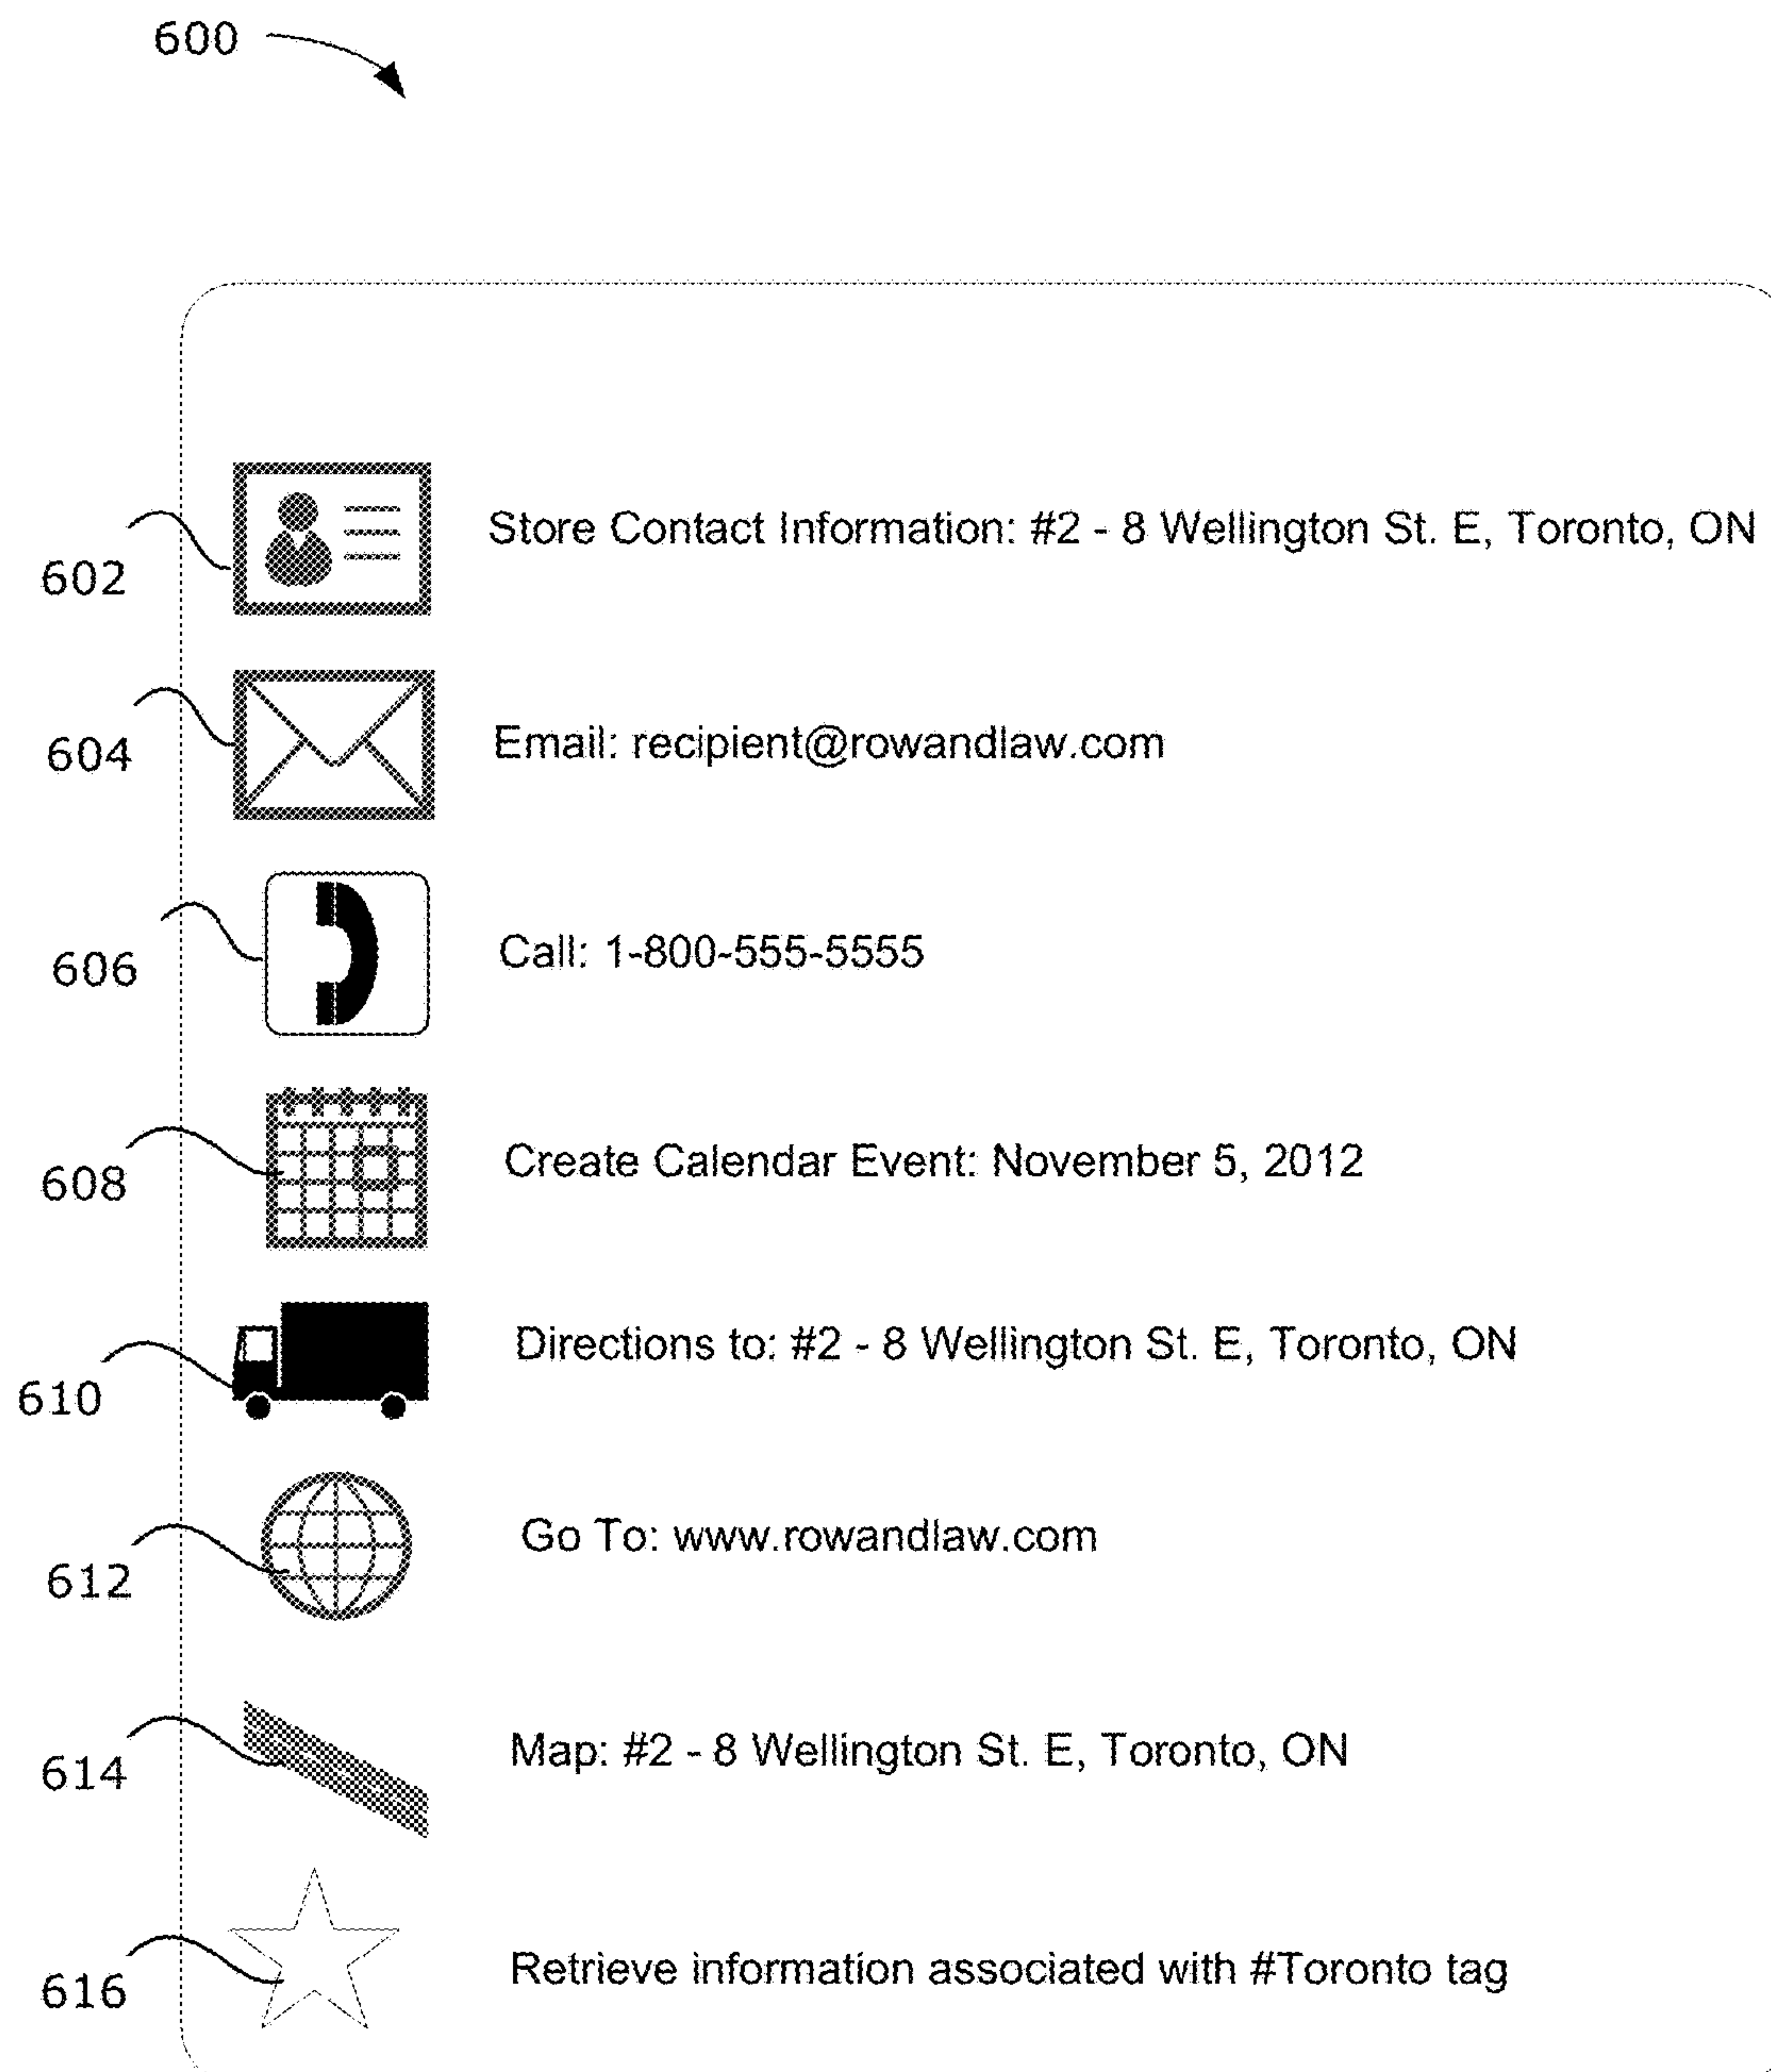 600
602 Store Contact Information: #2 - 8 Wellington St. E, Toronto, ON
604 Email: recipient@rowandlaw.com
606 Call: 1-800-555-5555
608 Create Calendar Event: November 5, 2012
610 Directions to: #2 - 8 Wellington St. E, Toronto, ON
612 Go To: www.rowandlaw.com
614 Map: #2 - 8 Wellington St. E, Toronto, ON
616 Retrieve information associated with #Toronto tag